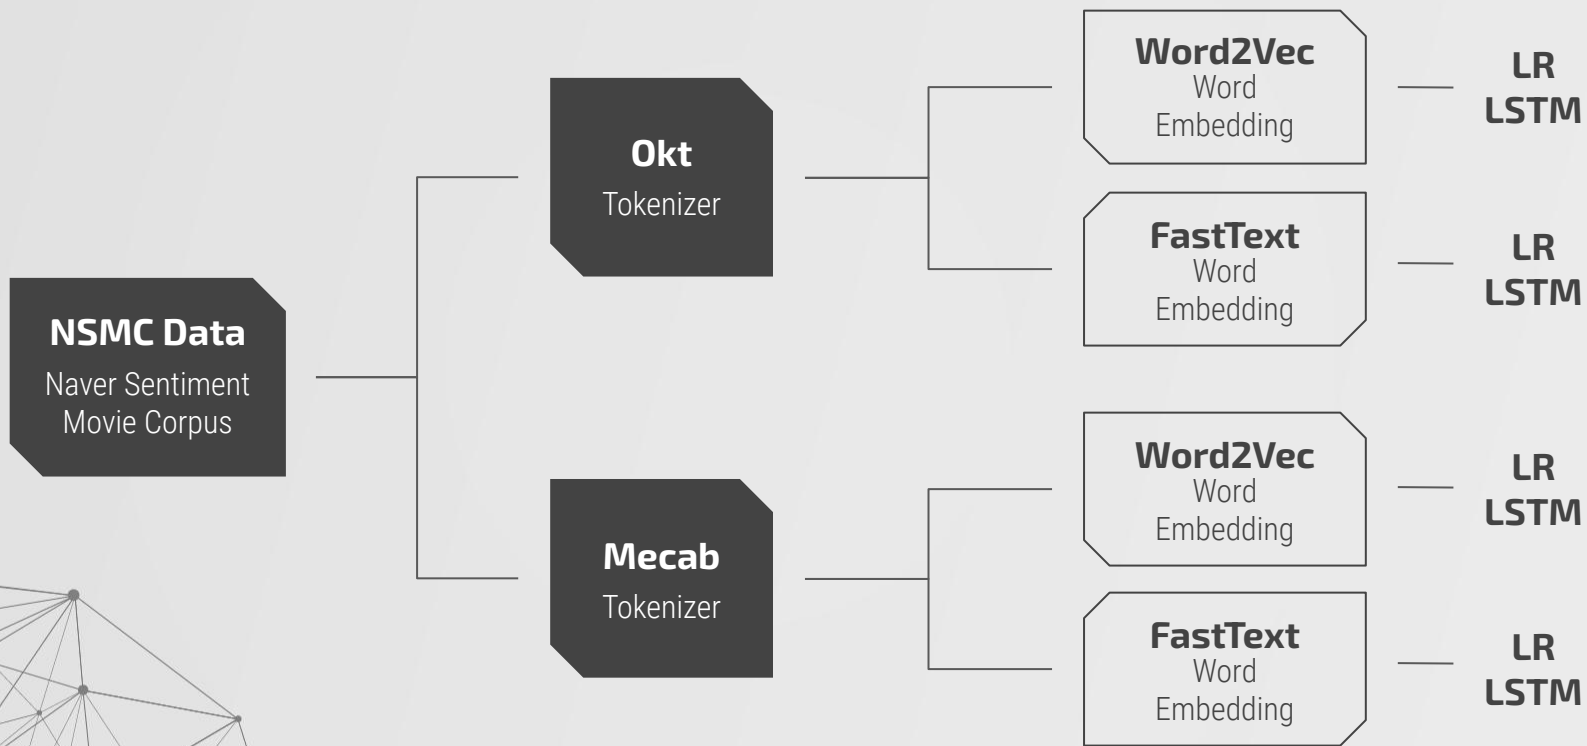 NSMC Data
Naver Sentiment
Movie Corpus
Okt
Tokenizer
Word2Vec
Word
Embedding
LR
LSTM
FastText
Word
Embedding
LR
LSTM
Mecab
Tokenizer
Word2Vec
Word
Embedding
LR
LSTM
FastText
Word
Embedding
LR
LSTM